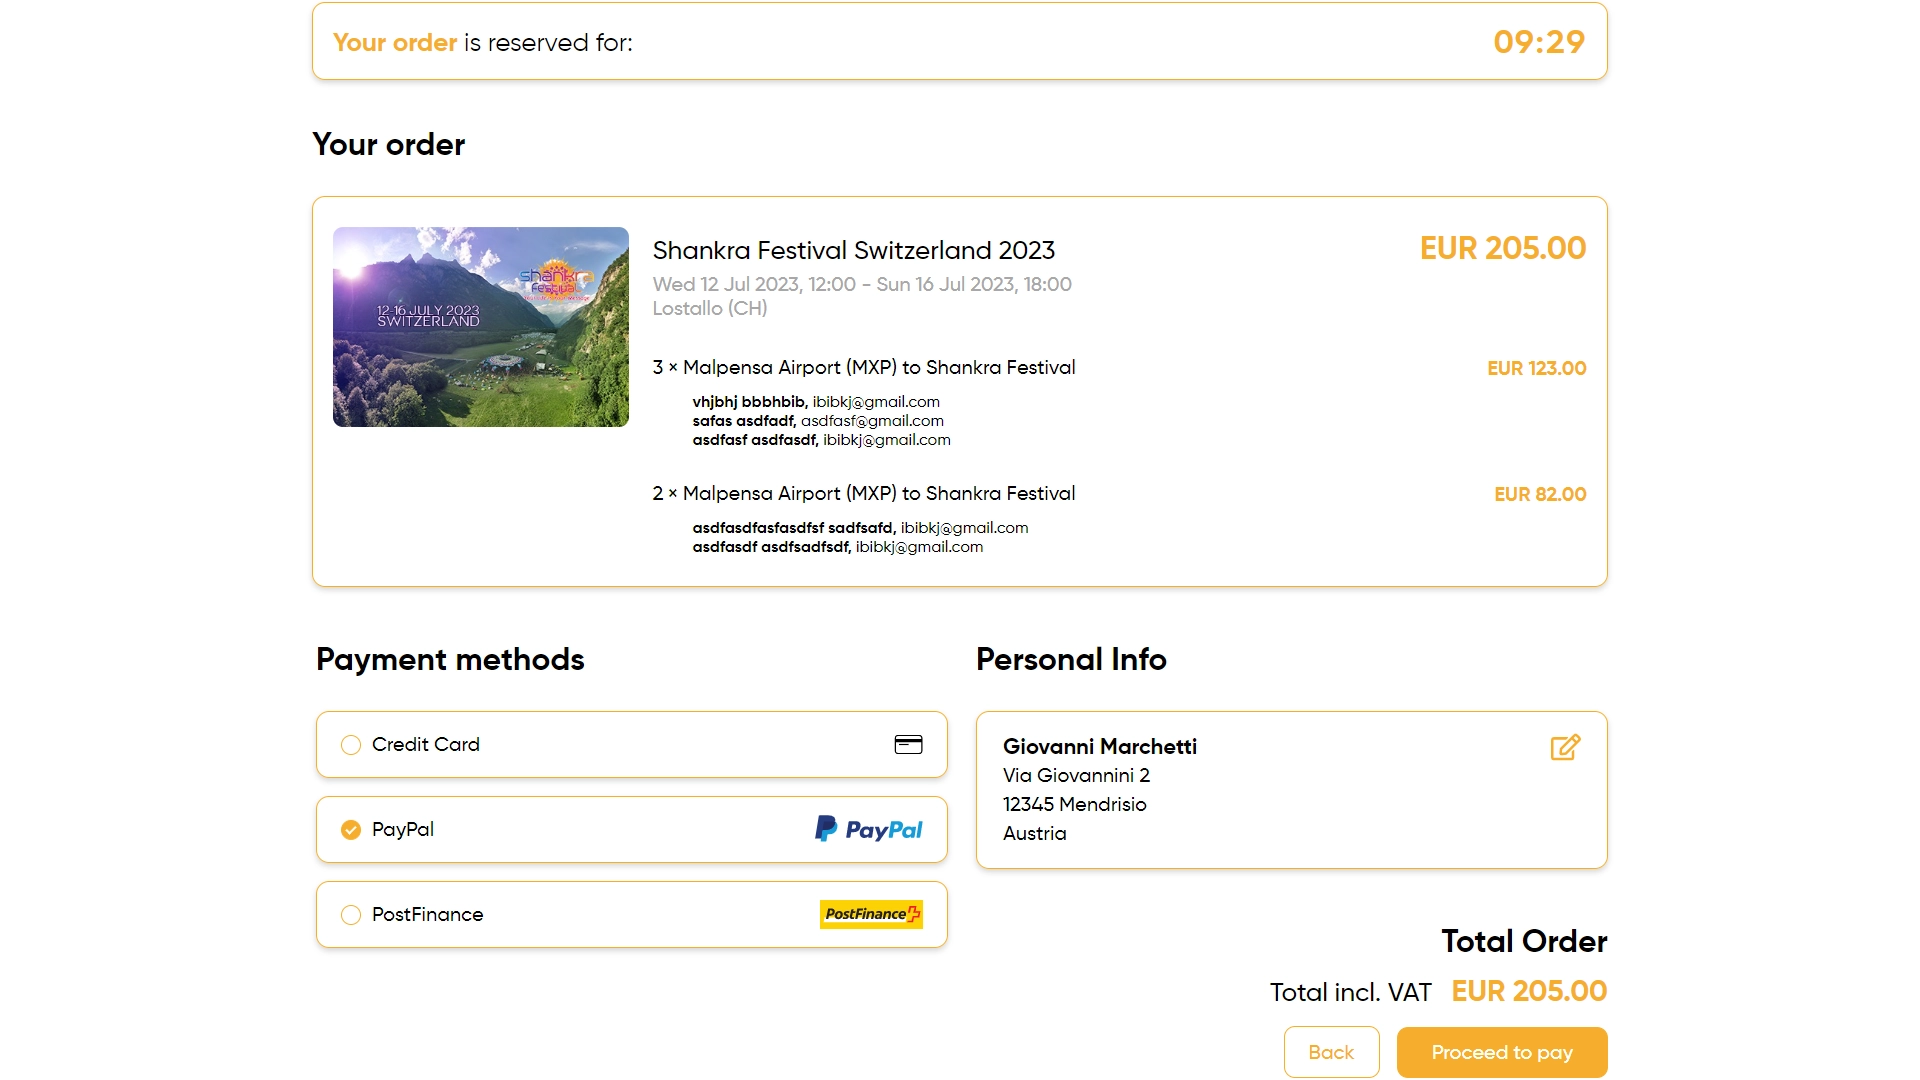 Your order is reserved for:
09:29
Your order
shankra
festival
12-16 JULY 2023
SWITZERLAND
Shankra Festival Switzerland 2023
EUR 205.00
Wed 12 Jul 2023, 12:00 - Sun 16 Jul 2023, 18:00
Lostallo (CH)
3 × Malpensa Airport (MXP) to Shankra Festival
EUR 123.00
vhjbhj bbbhbib, ibibkj@gmail.com
safas asdfadf, asdfasf@gmail.com
asdfasf asdfasdf, ibibkj@gmail.com
2 × Malpensa Airport (MXP) to Shankra Festival
EUR 82.00
asdfasdfasfasdfsf sadfsafd, ibibkj@gmail.com
asdfasdf asdfsadfsdf, ibibkj@gmail.com
Payment methods
Credit Card
PayPal
PayPal
PostFinance
PostFinance
Personal Info
Giovanni Marchetti
Via Giovannini 2
12345 Mendrisio
Austria
Total Order
Total incl. VAT EUR 205.00
Back
Proceed to pay